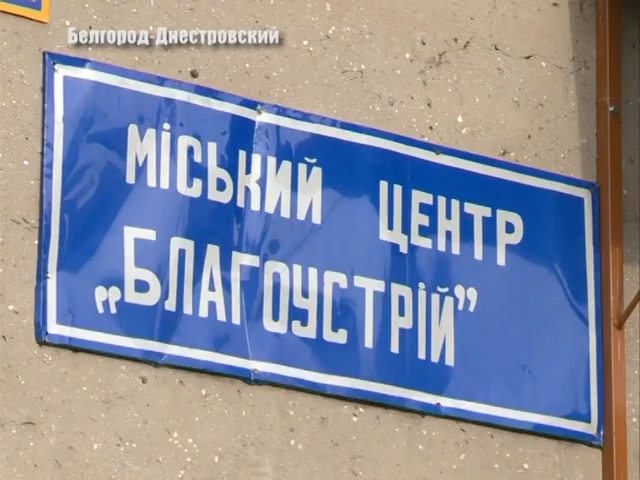 Белгород-Днестровский
МІСЬКИЙ ЦЕНТР
„БЛАГОУСТРІЙ”